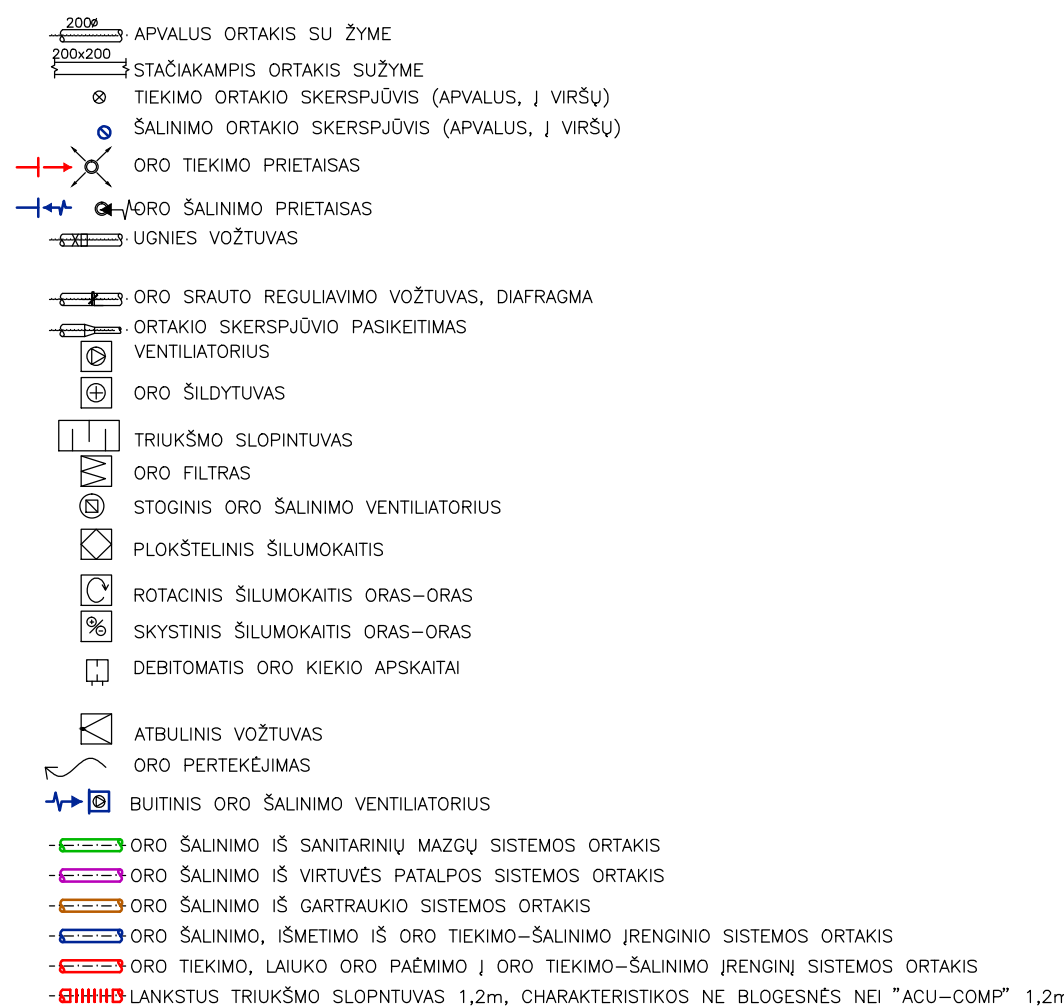 200ø
APVALUS ORTAKIS SU ŽYME
200x200
STAČIAKAMPIS ORTAKIS SUŽYME
TIEKIMO ORTAKIO SKERSPJŪVIS (APVALUS, Į VIRŠŲ)
ŠALINIMO ORTAKIO SKERSPJŪVIS (APVALUS, Į VIRŠŲ)
ORO TIEKIMO PRIETAISAS
ORO ŠALINIMO PRIETAISAS
UGNIES VOŽTUVAS
ORO SRAUTO REGULIAVIMO VOŽTUVAS, DIAFRAGMA
ORTAKIO SKERSPJŪVIO PASIKEITIMAS
VENTILIATORIUS
ORO ŠILDYTUVAS
TRIUKŠMO SLOPINTUVAS
ORO FILTRAS
STOGINIS ORO ŠALINIMO VENTILIATORIUS
PLOKŠTELINIS ŠILUMOKAITIS
ROTACINIS ŠILUMOKAITIS ORAS-ORAS
SKYSTINIS ŠILUMOKAITIS ORAS-ORAS
DEBITOMATIS ORO KIEKIO APSKAITAI
ATBULINIS VOŽTUVAS
ORO PERTEKĖJIMAS
BUITINIS ORO ŠALINIMO VENTILIATORIUS
ORO ŠALINIMO IŠ SANITARINIŲ MAZGŲ SISTEMOS ORTAKIS
ORO ŠALINIMO IŠ VIRTUVĖS PATALPOS SISTEMOS ORTAKIS
ORO ŠALINIMO IŠ GARTRAUKIO SISTEMOS ORTAKIS
ORO ŠALINIMO, IŠMETIMO IŠ ORO TIEKIMO-ŠALINIMO ĮRENGINIO SISTEMOS ORTAKIS
ORO TIEKIMO, LAIUKO ORO PAĖMIMO Į ORO TIEKIMO-ŠALINIMO ĮRENGINĮ SISTEMOS ORTAKIS
LANKSTUS TRIUKŠMO SLOPNTUVAS 1,2m, CHARAKTERISTIKOS NE BLOGESNĖS NEI "ACU-COMP" 1,2m